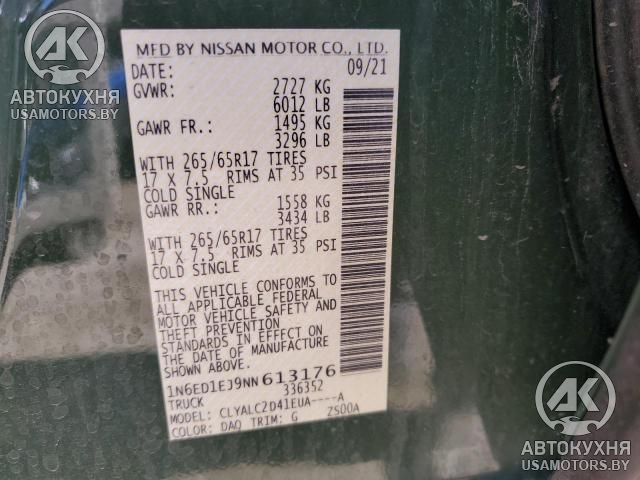 AK
АВТОКУХНЯ
USAMOTORS.BY
MFD BY NISSAN MOTOR CO., LTD.
DATE: 09/21
GVWR: 2727 KG
6012 LB
GAWR FR.: 1495 KG
3296 LB
WITH 265/65R17 TIRES
17 X 7.5 RIMS AT 35 PSI
COLD SINGLE
GAWR RR.: 1558 KG
3434 LB
WITH 265/65R17 TIRES
17 X 7.5 RIMS AT 35 PSI
COLD SINGLE
THIS VEHICLE CONFORMS TO
ALL APPLICABLE FEDERAL
MOTOR VEHICLE SAFETY AND
THEFT PREVENTION
STANDARDS IN EFFECT ON
THE DATE OF MANUFACTURE
SHOWN ABOVE.
1N6ED1EJ9NN613176
TRUCK 336352
MODEL: CLYALC2D41EUA----A
COLOR: DAQ TRIM: G ZS00A
AK
АВТОКУХНЯ
USAMOTORS.BY